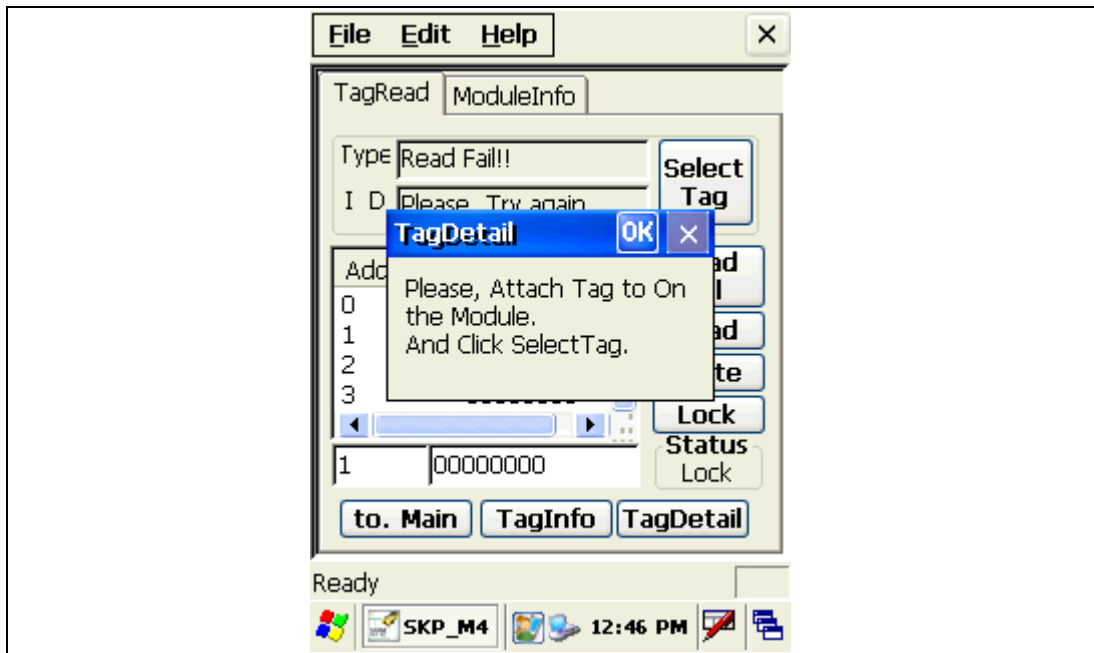 File Edit Help
TagRead ModuleInfo
Type Read Fail!!
Select
I D Please, Try again
Tag
TagDetail OK
Please, Attach Tag to On
the Module.
And Click SelectTag.
0
1
2
3
Lock
Status
1 00000000
Lock
to. Main TagInfo TagDetail
Ready
SKP_M4 12:46 PM